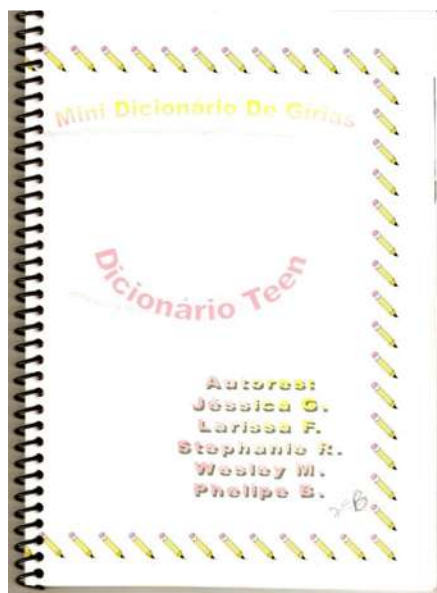 Mini Dicionário De Gírias
Dicionário Teen
Autores:
Jéssica G.
Larissa F.
Stephanie R.
Wesley M.
Phelipe B.